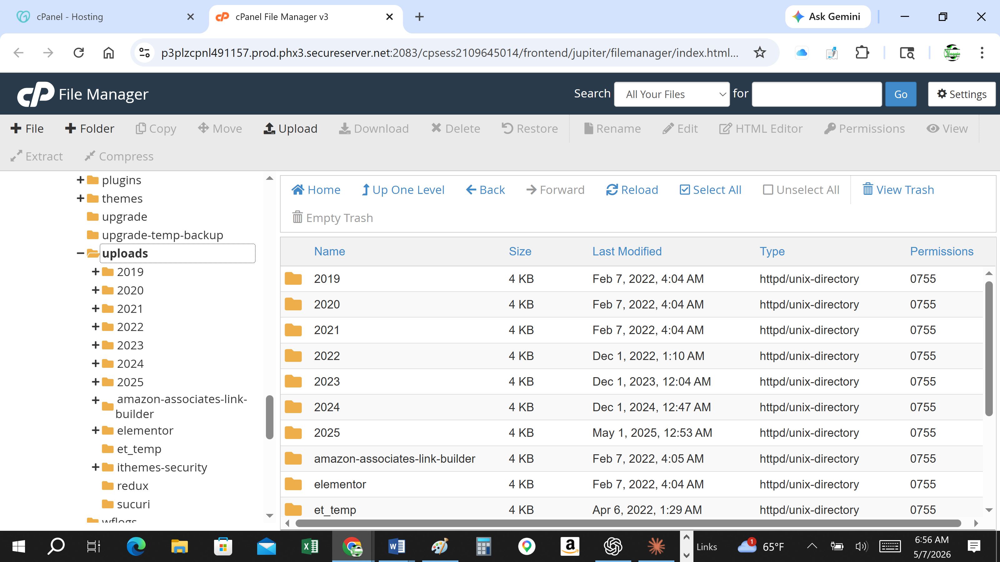 cPanel - Hosting
cPanel File Manager v3
Ask Gemini
p3plzcpnl491157.prod.phx3.secureserver.net:2083/cpsess2109645014/frontend/jupiter/filemanager/index.html...
cP File Manager
Search All Your Files for Go Settings
File Folder Copy Move Upload Download Delete Restore Rename Edit HTML Editor Permissions View
Extract Compress
plugins
themes
upgrade
upgrade-temp-backup
uploads
2019
2020
2021
2022
2023
2024
2025
amazon-associates-link-
builder
elementor
et_temp
ithemes-security
redux
sucuri
wflogs
Home Up One Level Back Forward Reload Select All Unselect All View Trash
Empty Trash
Name Size Last Modified Type Permissions
2019 4 KB Feb 7, 2022, 4:04 AM httpd/unix-directory 0755
2020 4 KB Feb 7, 2022, 4:04 AM httpd/unix-directory 0755
2021 4 KB Feb 7, 2022, 4:04 AM httpd/unix-directory 0755
2022 4 KB Dec 1, 2022, 1:10 AM httpd/unix-directory 0755
2023 4 KB Dec 1, 2023, 12:04 AM httpd/unix-directory 0755
2024 4 KB Dec 1, 2024, 12:47 AM httpd/unix-directory 0755
2025 4 KB May 1, 2025, 12:53 AM httpd/unix-directory 0755
amazon-associates-link-builder 4 KB Feb 7, 2022, 4:05 AM httpd/unix-directory 0755
elementor 4 KB Feb 7, 2022, 4:04 AM httpd/unix-directory 0755
et_temp 4 KB Apr 6, 2022, 1:29 AM httpd/unix-directory 0755
Links 1 65°F
6:56 AM
5/7/2026